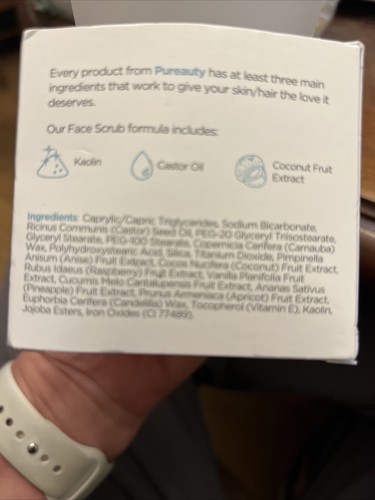 Every product from Pureauty has at least three main
ingredients that work to give your skin/hair the love it
deserves.
Our Face Scrub formula includes:
Kaolin
Castor Oil
Coconut Fruit
Extract
Ingredients: Caprylic/Capric Triglycerides, Sodium Bicarbonate,
Ricinus Communis (Castor) Seed Oil, PEG-20 Glyceryl Triisostearate,
Glyceryl Stearate, PEG-100 Stearate, Copernicia Cerifera (Carnauba)
Wax, Polyhydroxystearic Acid, Silica, Titanium Dioxide, Pimpinella
Anisum (Anise) Fruit Extract, Cocos Nucifera (Coconut) Fruit Extract,
Rubus Idaeus (Raspberry) Fruit Extract, Vanilla Planifolia Fruit
Extract, Cucumis Melo Cantalupensis Fruit Extract, Ananas Sativus
(Pineapple) Fruit Extract, Prunus Armeniaca (Apricot) Fruit Extract,
Euphorbia Cerifera (Candelilla) Wax, Tocopherol (Vitamin E), Kaolin,
Jojoba Esters, Iron Oxides (CI 77489).